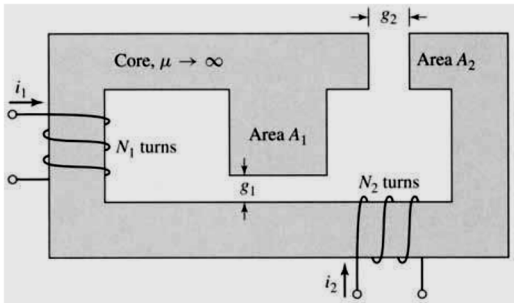 g₂
Core, μ → ∞
Area A₂
i₁
Area A₁
N₁ turns
g₁
N₂ turns
i₂